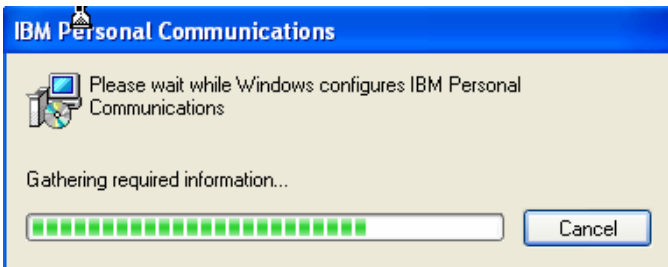 IBM Personal Communications
Please wait while Windows configures IBM Personal
Communications
Gathering required information...
Cancel